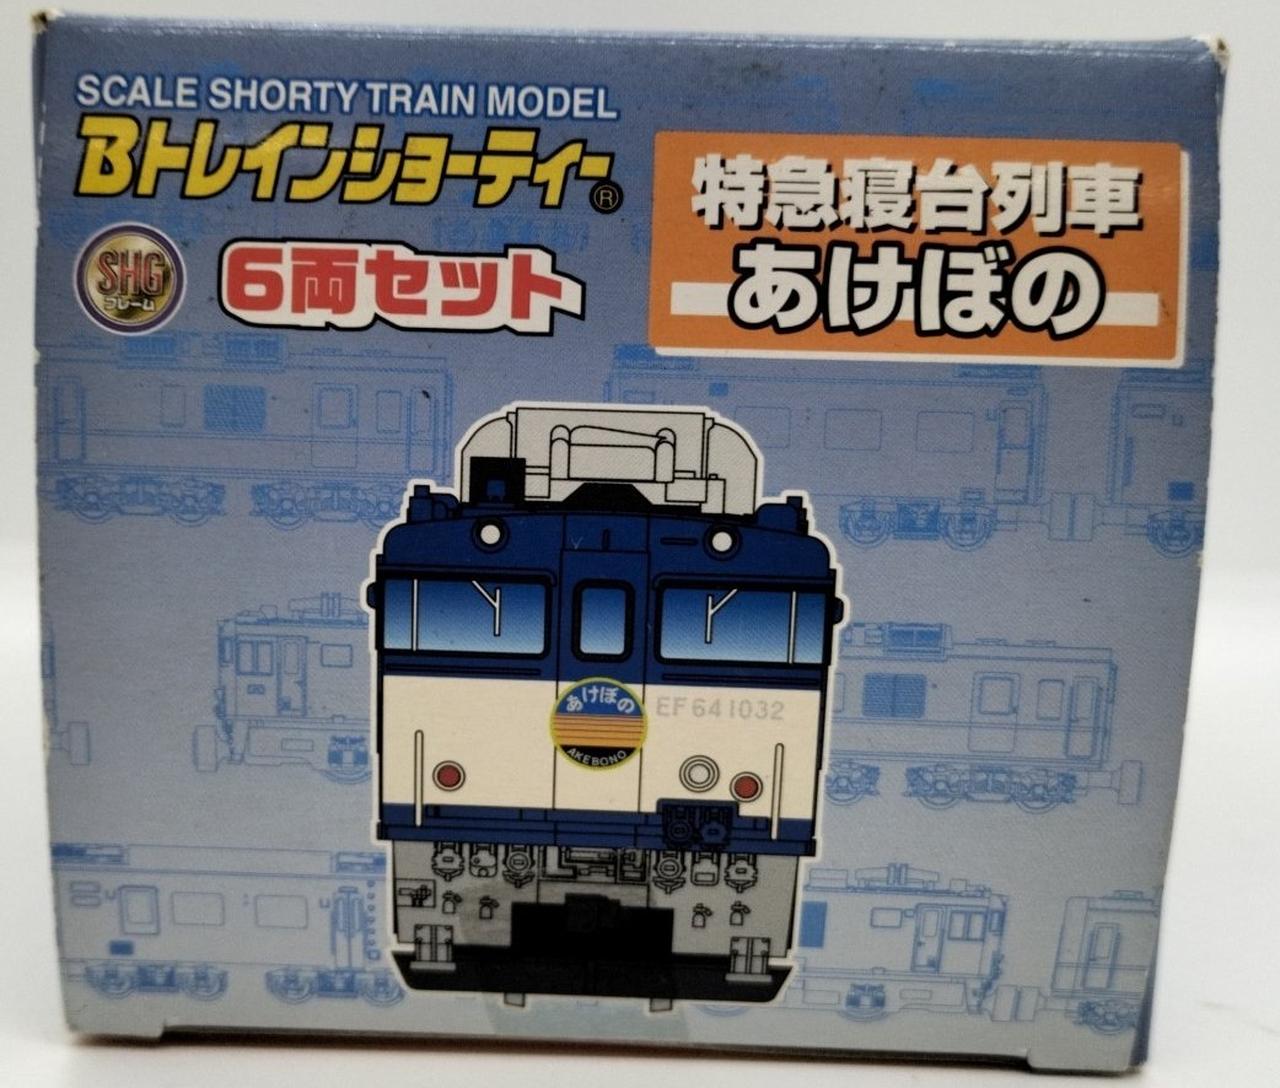 SCALE SHORTY TRAIN MODEL
Bトレインショーティー®
SHG
フレーム
6両セット
特急寝台列車
あけぼの
あけぼの
AKEBONO
EF641032